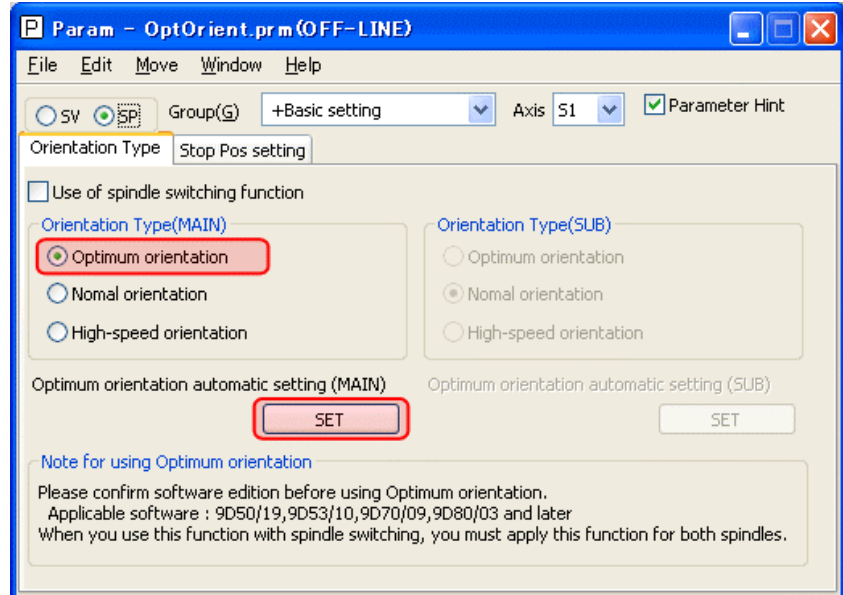 P Param - OptOrient.prm(OFF-LINE)
File Edit Move Window Help
SV SP Group(G) +Basic setting Axis S1 Parameter Hint
Orientation Type Stop Pos setting
Use of spindle switching function
Orientation Type(MAIN) Orientation Type(SUB)
Optimum orientation Optimum orientation
Nomal orientation Nomal orientation
High-speed orientation High-speed orientation
Optimum orientation automatic setting (MAIN) Optimum orientation automatic setting (SUB)
SET SET
Note for using Optimum orientation
Please confirm software edition before using Optimum orientation.
Applicable software : 9D50/19,9D53/10,9D70/09,9D80/03 and later
When you use this function with spindle switching, you must apply this function for both spindles.